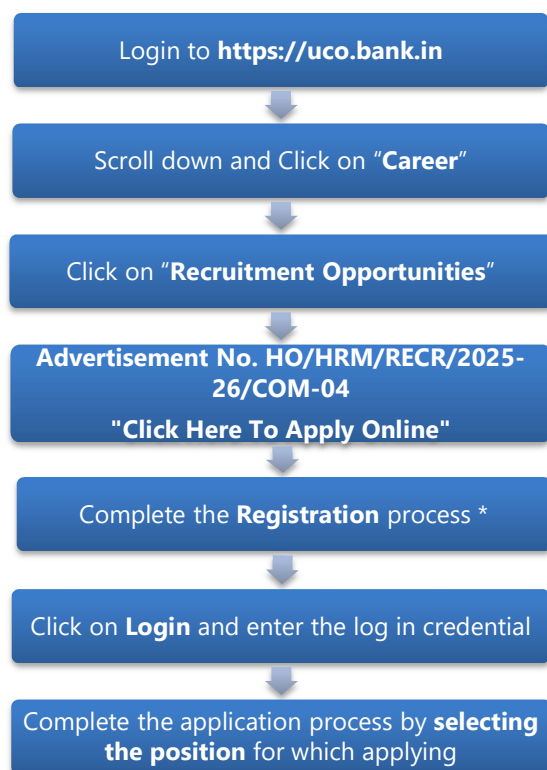 Login to https://uco.bank.in
Scroll down and Click on “Career”
Click on “Recruitment Opportunities”
Advertisement No. HO/HRM/RECR/2025-
26/COM-04
"Click Here To Apply Online"
Complete the Registration process *
Click on Login and enter the log in credential
Complete the application process by selecting
the position for which applying